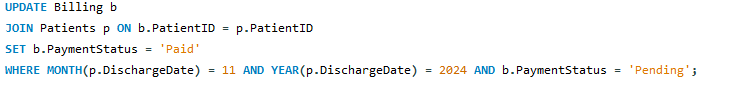 UPDATE Billing b
JOIN Patients p ON b.PatientID = p.PatientID
SET b.PaymentStatus = 'Paid'
WHERE MONTH(p.DischargeDate) = 11 AND YEAR(p.DischargeDate) = 2024 AND b.PaymentStatus = 'Pending';